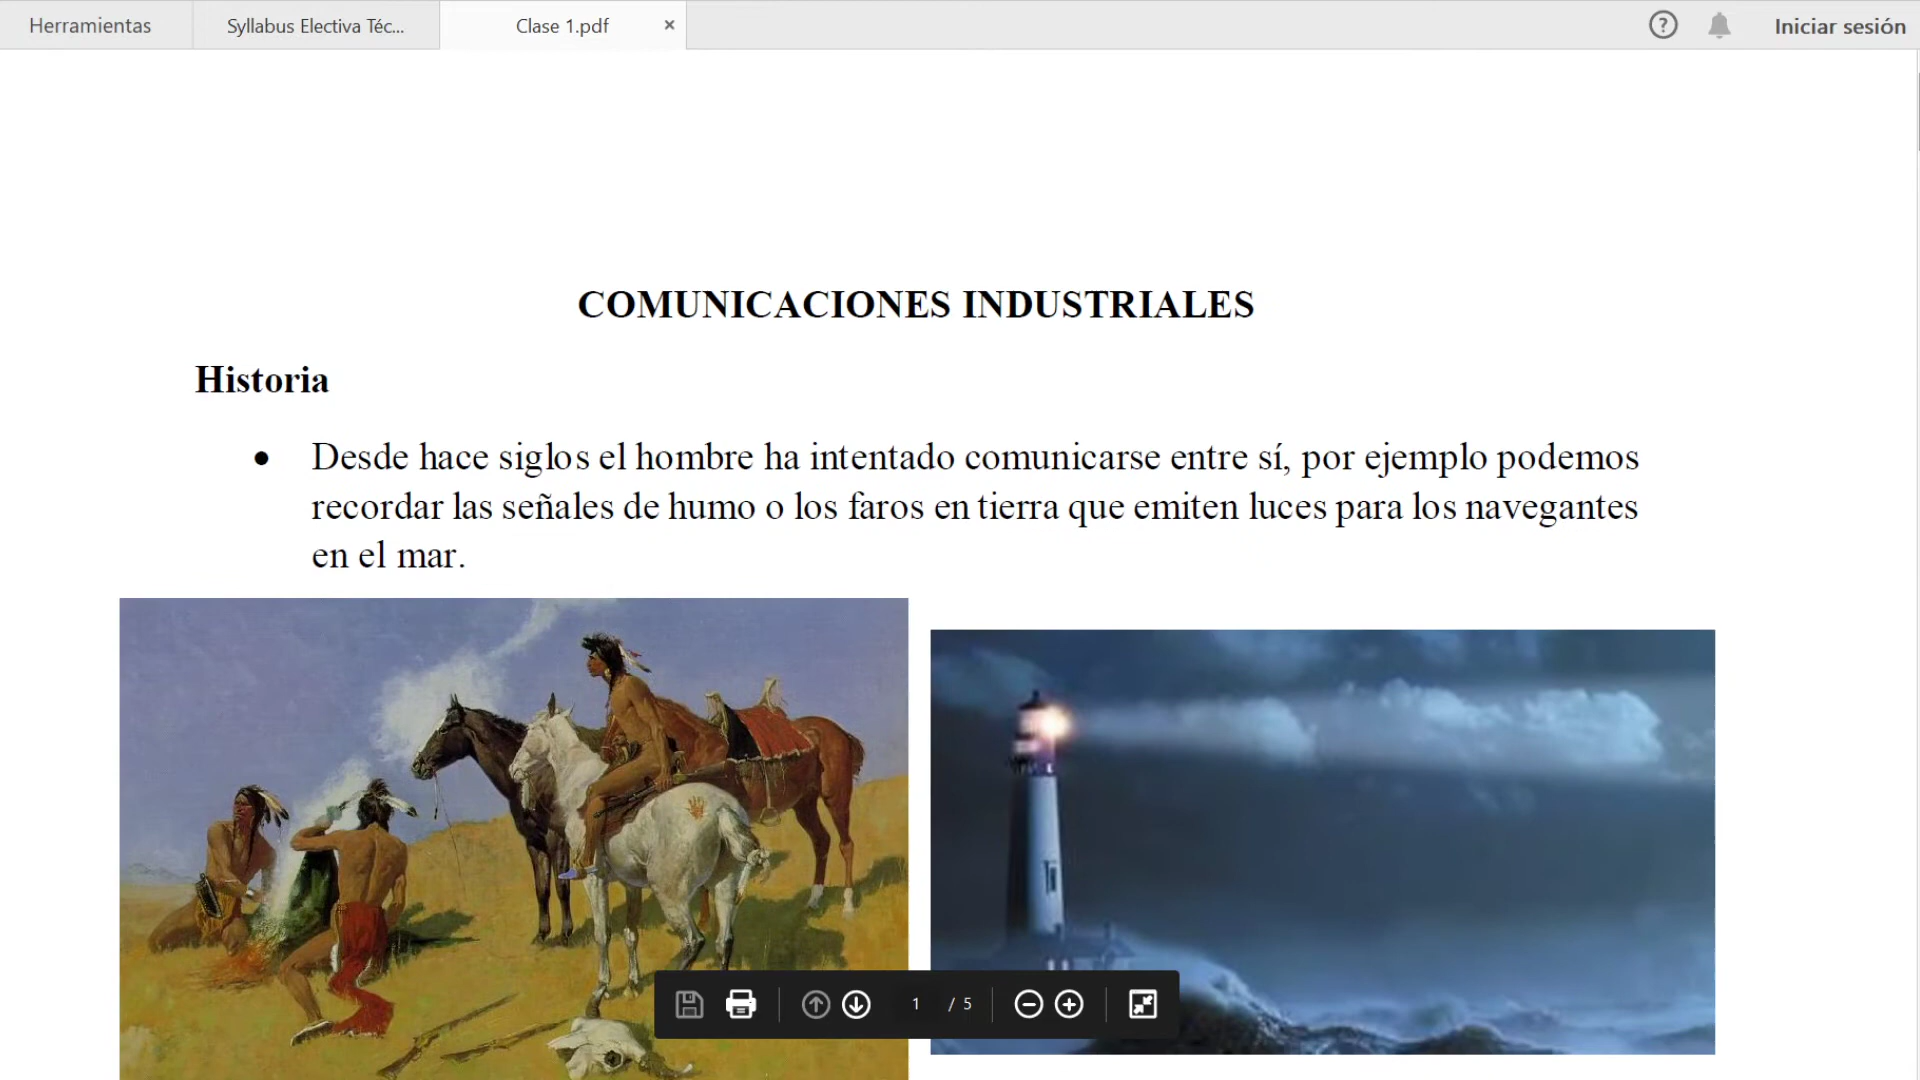 Herramientas
Syllabus Electiva Téc...
Clase 1.pdf
Iniciar sesión
COMUNICACIONES INDUSTRIALES
Historia
• Desde hace siglos el hombre ha intentado comunicarse entre sí, por ejemplo podemos
recordar las señales de humo o los faros en tierra que emiten luces para los navegantes
en el mar.
1 / 5